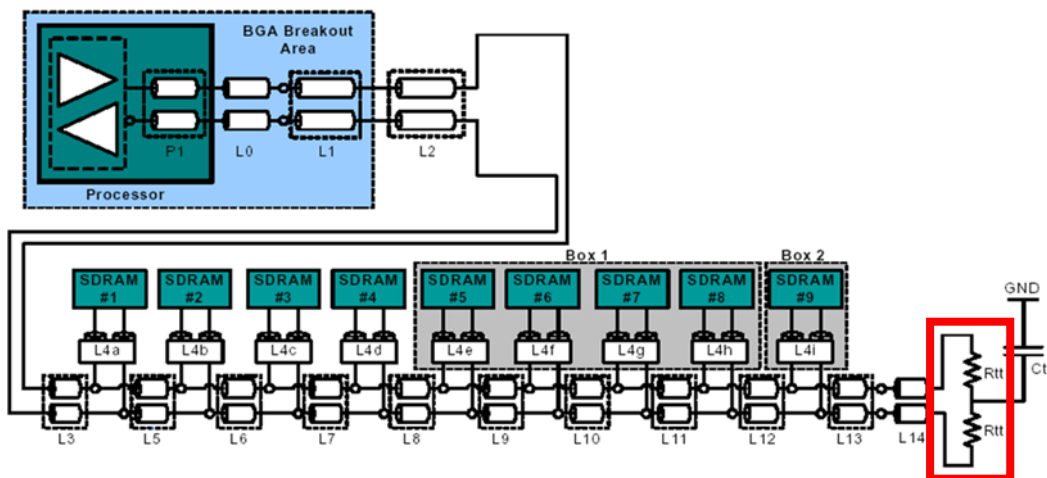 BGA Breakout
Area
P1
L0
L1
L2
Processor
Box 1
Box 2
SDRAM
#1
SDRAM
#2
SDRAM
#3
SDRAM
#4
SDRAM
#5
SDRAM
#6
SDRAM
#7
SDRAM
#8
SDRAM
#9
GND
L4a
L4b
L4c
L4d
L4e
L4f
L4g
L4h
L4i
Rtt
Ct
Rtt
L3
L5
L6
L7
L8
L9
L10
L11
L12
L13
L14